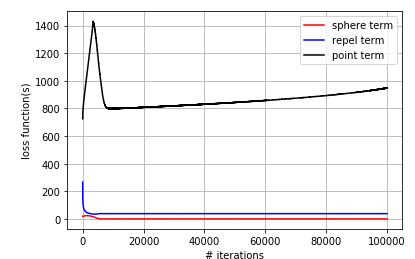 sphere term
repel term
point term
1400
1200
1000
800
600
400
200
0
loss function(s)
0 20000 40000 60000 80000 100000
# iterations